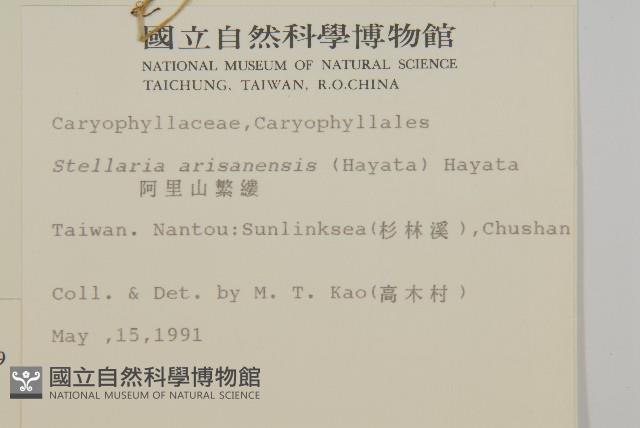 國立自然科學博物館
NATIONAL MUSEUM OF NATURAL SCIENCE
TAICHUNG, TAIWAN, R.O.CHINA
Caryophyllaceae,Caryophyllales
Stellaria arisanensis (Hayata) Hayata
阿里山繁縷
Taiwan. Nantou:Sunlinksea(杉林溪),Chushan
Coll. & Det. by M. T. Kao(高木村)
May ,15,1991
9
國立自然科學博物館
NATIONAL MUSEUM OF NATURAL SCIENCE